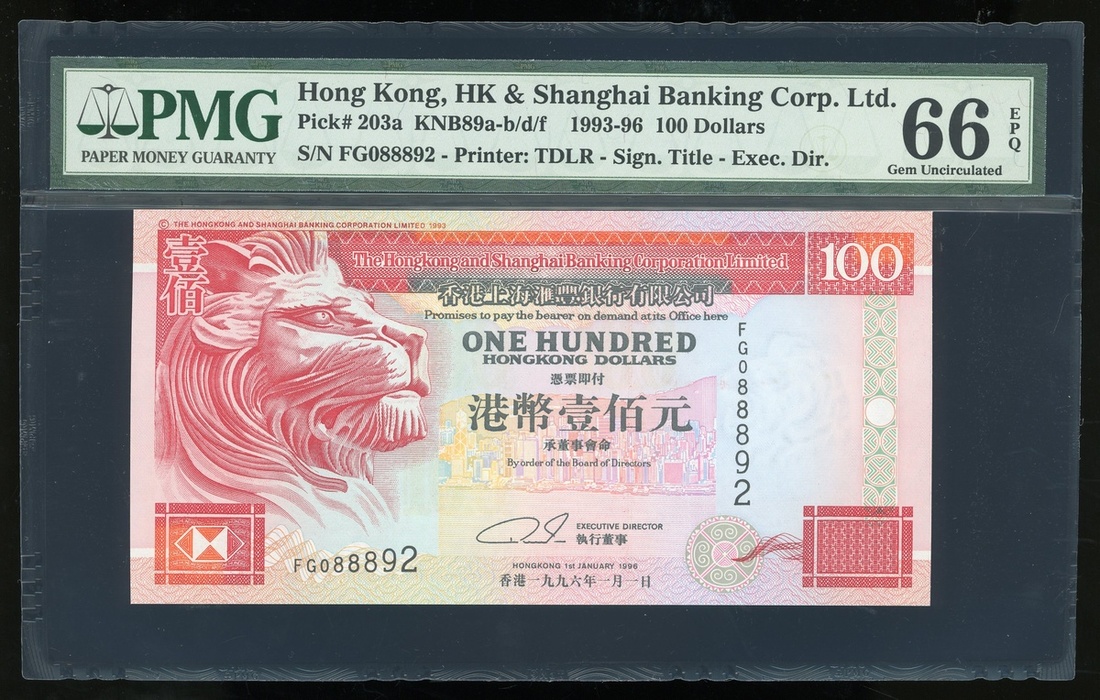 PMG
PAPER MONEY GUARANTY
Hong Kong, HK & Shanghai Banking Corp. Ltd.
Pick# 203a KNB89a-b/d/f 1993-96 100 Dollars
S/N FG088892 - Printer: TDLR - Sign. Title - Exec. Dir.
66
EPQ
Gem Uncirculated
© THE HONGKONG AND SHANGHAI BANKING CORPORATION LIMITED 1993
壹佰
The Hongkong and Shanghai Banking Corporation Limited
100
香港上海滙豐銀行有限公司
Promises to pay the bearer on demand at its Office here
ONE HUNDRED
HONGKONG DOLLARS
FG088892
憑票即付
港幣壹佰元
承董事會命
By order of the Board of Directors
EXECUTIVE DIRECTOR
執行董事
FG088892
HONGKONG 1st JANUARY 1996
香港一九九六年一月一日